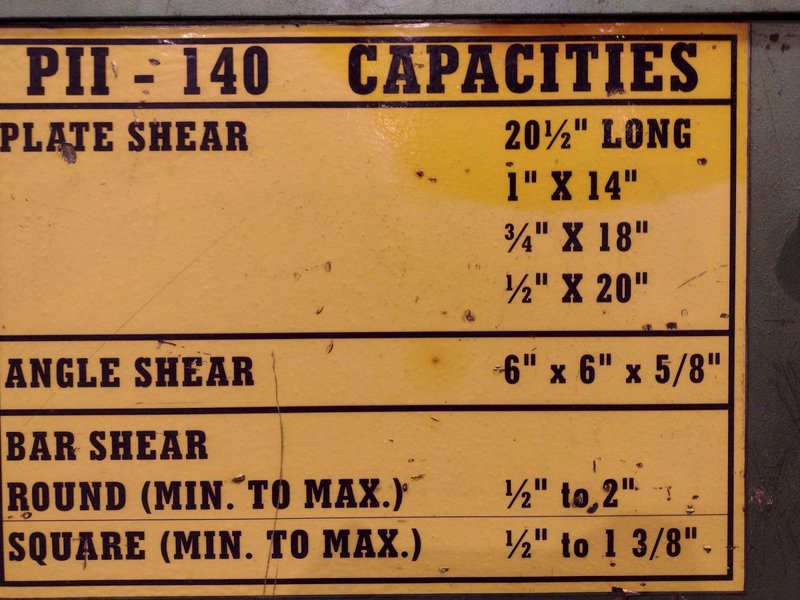 PII - 140 CAPACITIES
PLATE SHEAR 20½" LONG
1" X 14"
¾" X 18"
½" X 20"
ANGLE SHEAR 6" x 6" x 5/8"
BAR SHEAR
ROUND (MIN. TO MAX.) ½" to 2"
SQUARE (MIN. TO MAX.) ½" to 1 3/8"